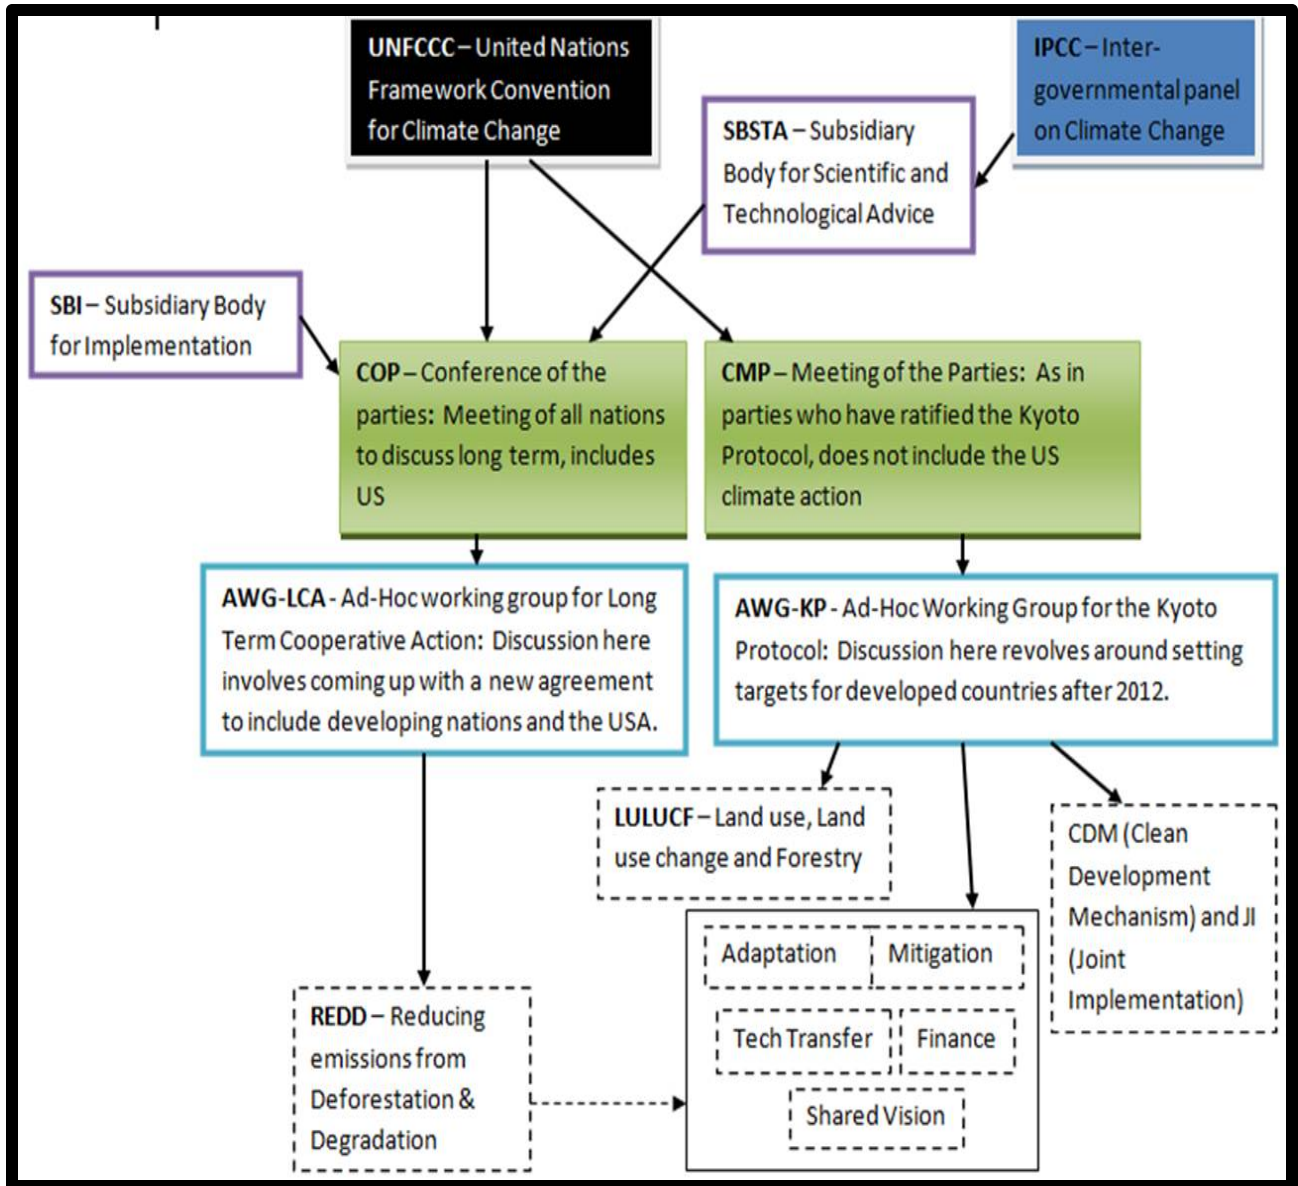 UNFCCC – United Nations
Framework Convention
for Climate Change
IPCC – Inter-
governmental panel
on Climate Change
SBSTA – Subsidiary
Body for Scientific and
Technological Advice
SBI – Subsidiary Body
for Implementation
COP – Conference of the
parties: Meeting of all nations
to discuss long term, includes
US
CMP – Meeting of the Parties: As in
parties who have ratified the Kyoto
Protocol, does not include the US
climate action
AWG-LCA - Ad-Hoc working group for Long
Term Cooperative Action: Discussion here
involves coming up with a new agreement
to include developing nations and the USA.
AWG-KP - Ad-Hoc Working Group for the Kyoto
Protocol: Discussion here revolves around setting
targets for developed countries after 2012.
LULUCF – Land use, Land
use change and Forestry
CDM (Clean
Development
Mechanism) and JI
(Joint
Implementation)
Adaptation
Mitigation
Tech Transfer
Finance
Shared Vision
REDD – Reducing
emissions from
Deforestation &
Degradation